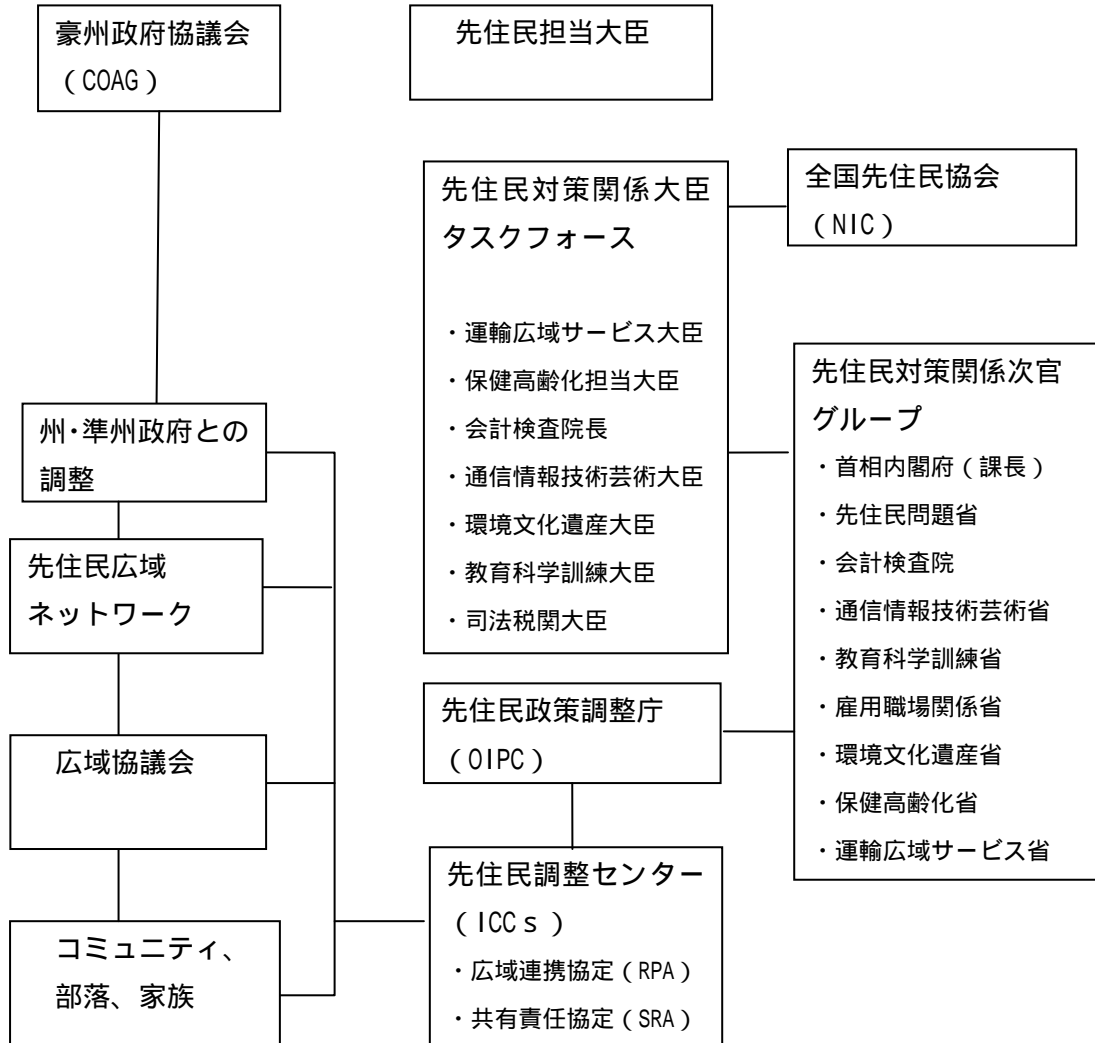 豪州政府協議会
（COAG）
先住民担当大臣
先住民対策関係大臣
タスクフォース
・運輸広域サービス大臣
・保健高齢化担当大臣
・会計検査院長
・通信情報技術芸術大臣
・環境文化遺産大臣
・教育科学訓練大臣
・司法税関大臣
全国先住民協会
（NIC）
先住民対策関係次官
グループ
・首相内閣府（課長）
・先住民問題省
・会計検査院
・通信情報技術芸術省
・教育科学訓練省
・雇用職場関係省
・環境文化遺産省
・保健高齢化省
・運輸広域サービス省
州･準州政府との
調整
先住民広域
ネットワーク
広域協議会
コミュニティ、
部落、家族
先住民政策調整庁
（OIPC）
先住民調整センター
（ICCｓ）
・広域連携協定（RPA）
・共有責任協定（SRA）